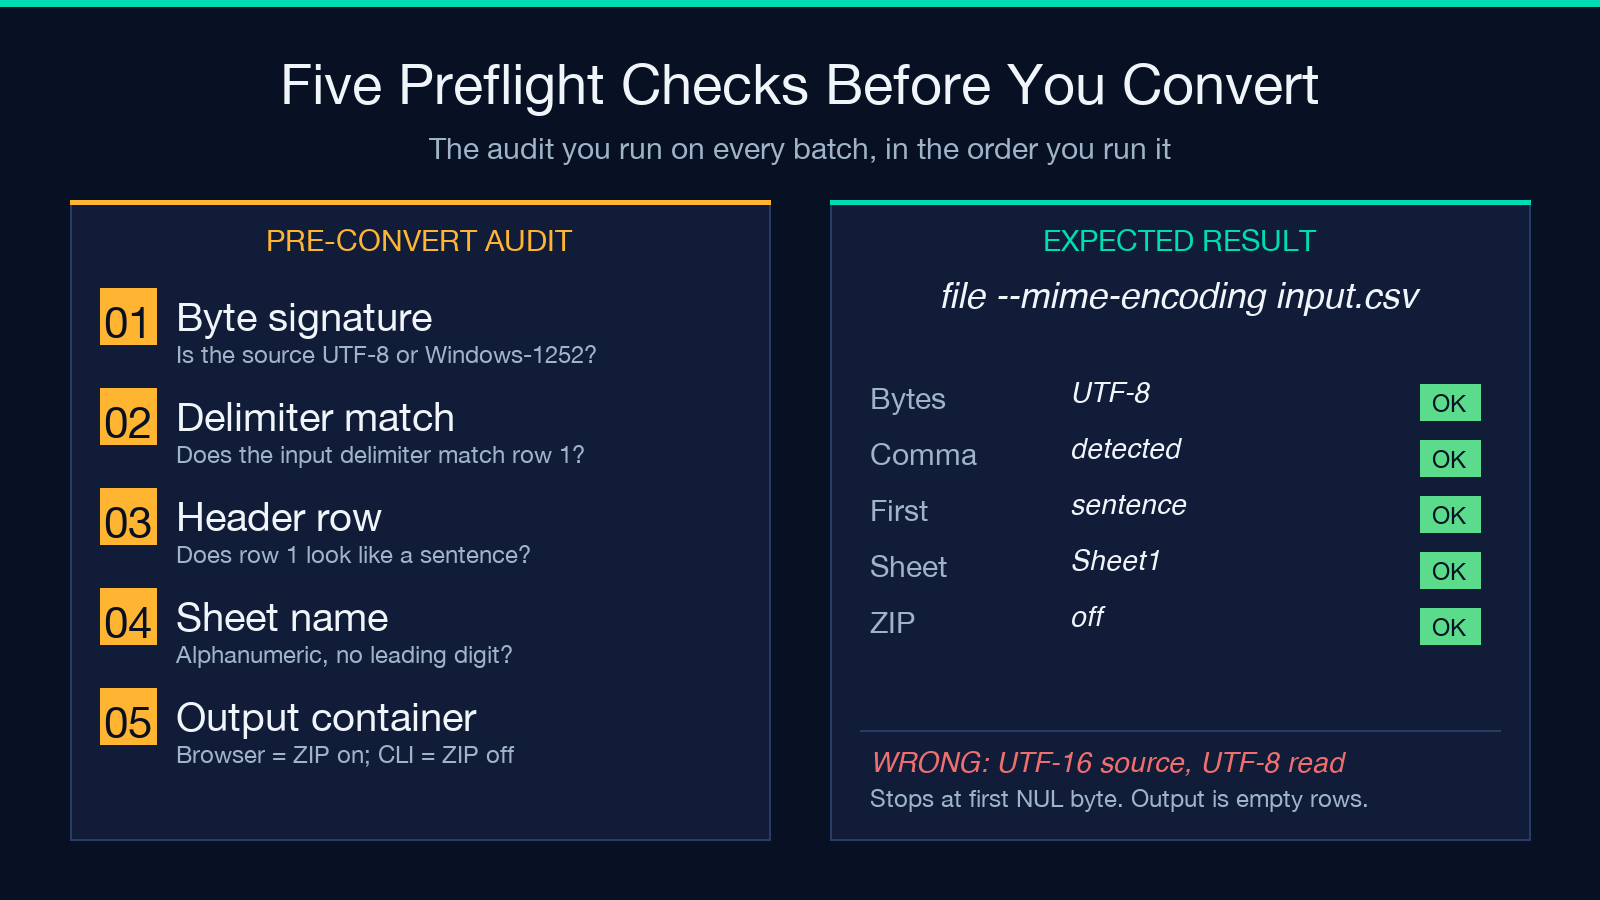 Five Preflight Checks Before You Convert
The audit you run on every batch, in the order you run it
PRE-CONVERT AUDIT
01
Byte signature
Is the source UTF-8 or Windows-1252?
02
Delimiter match
Does the input delimiter match row 1?
03
Header row
Does row 1 look like a sentence?
04
Sheet name
Alphanumeric, no leading digit?
05
Output container
Browser = ZIP on; CLI = ZIP off
EXPECTED RESULT
file --mime-encoding input.csv
Bytes UTF-8 OK
Comma detected OK
First sentence OK
Sheet Sheet1 OK
ZIP off OK
WRONG: UTF-16 source, UTF-8 read
Stops at first NUL byte. Output is empty rows.